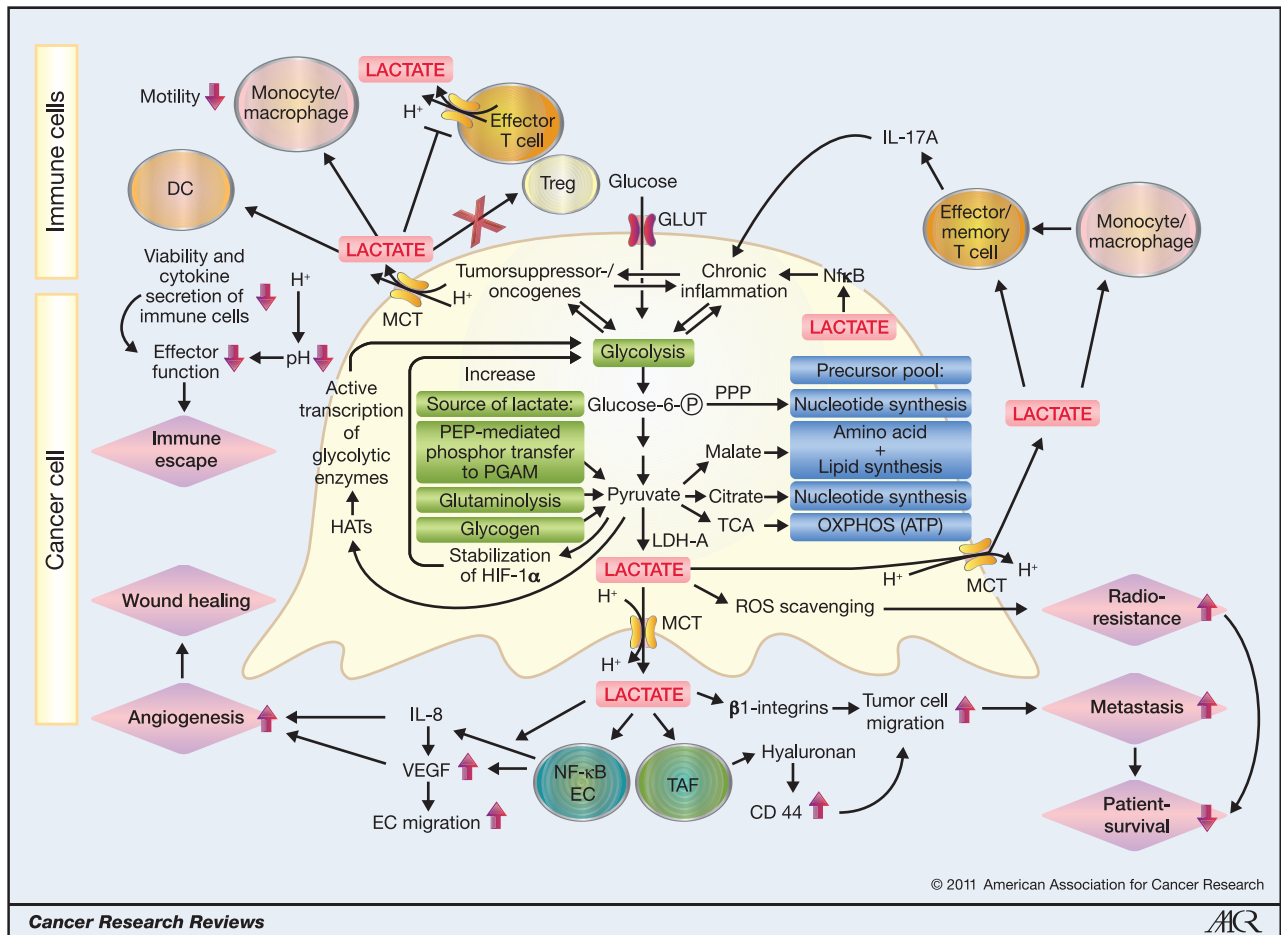 Immune cells
Cancer cell
LACTATE
Motility
Monocyte/
macrophage
H+
Effector
T cell
DC
Treg
Glucose
GLUT
IL-17A
Effector/
memory
T cell
Monocyte/
macrophage
LACTATE
Viability and
cytokine
secretion of
immune cells
H+
MCT
H+
Tumorsuppressor-/
oncogenes
Chronic
inflammation
NfκB
LACTATE
Effector
function
pH
Immune
escape
Active
transcription
of
glycolytic
enzymes
HATs
Glycolysis
Increase
Source of lactate:
PEP-mediated
phosphor transfer
to PGAM
Glutaminolysis
Glycogen
Stabilization
of HIF-1α
Glucose-6-P
PPP
Pyruvate
Malate
Citrate
TCA
LDH-A
Precursor pool:
Nucleotide synthesis
Amino acid
+
Lipid synthesis
Nucleotide synthesis
OXPHOS (ATP)
LACTATE
LACTATE
H+
MCT
H+
H+
MCT
H+
ROS scavenging
Radio-
resistance
Wound healing
Angiogenesis
LACTATE
IL-8
VEGF
EC migration
NF-κB
EC
TAF
β1-integrins
Tumor cell
migration
Hyaluronan
CD 44
Metastasis
Patient-
survival
© 2011 American Association for Cancer Research
Cancer Research Reviews
AACR